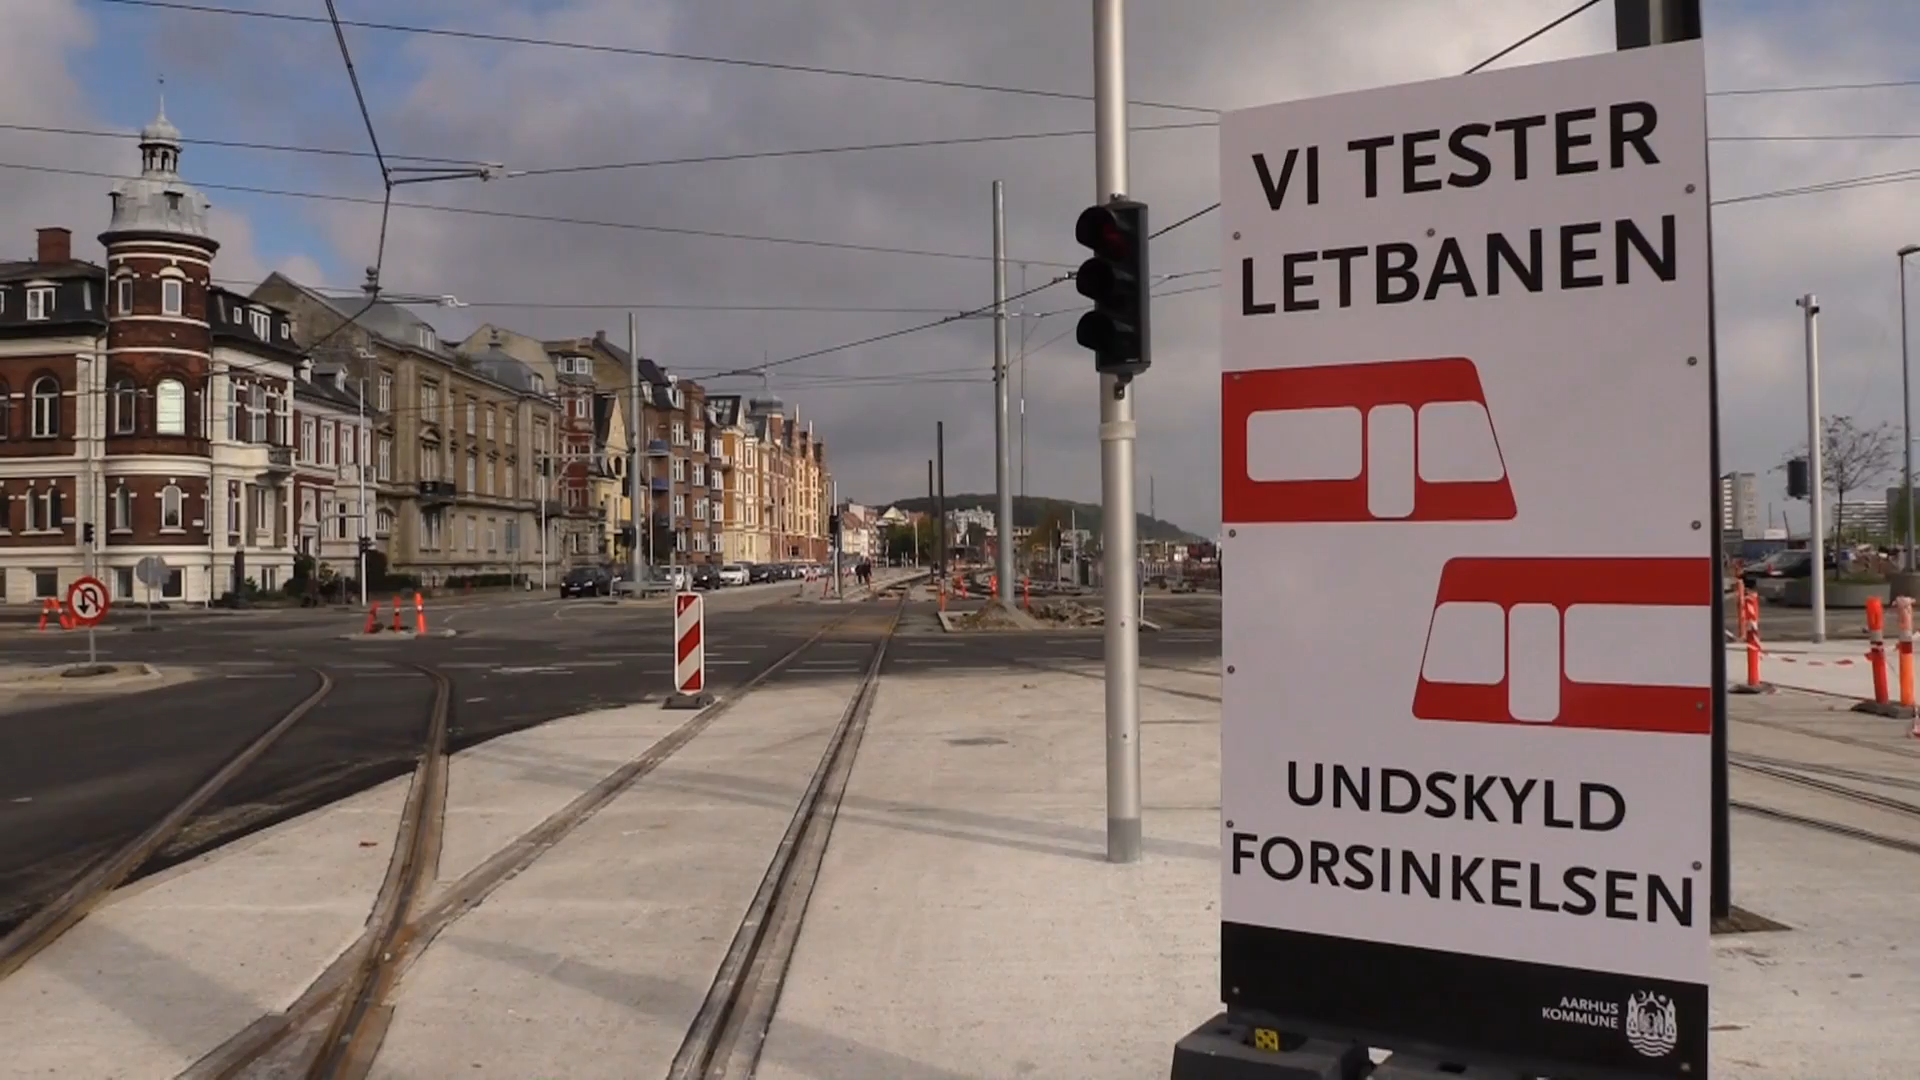 VI TESTER
LETBANEN
UNDSKYLD
FORSINKELSEN
AARHUS
KOMMUNE